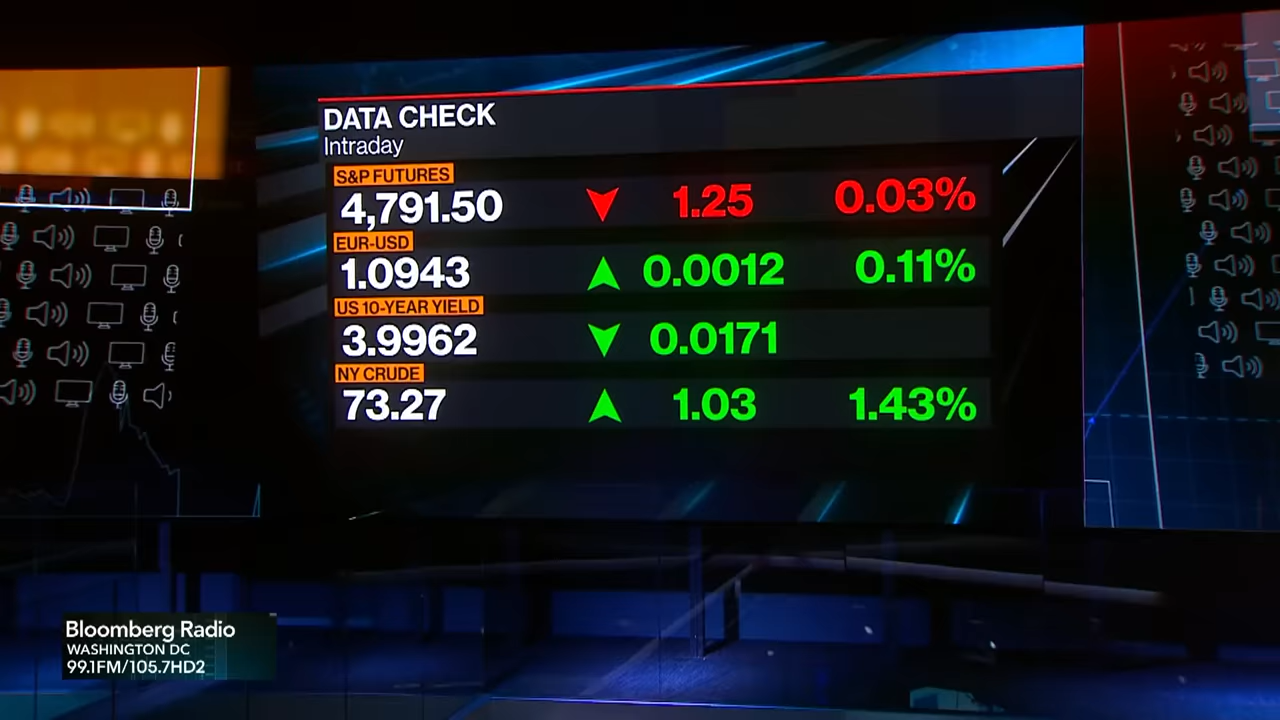 DATA CHECK
Intraday
S&P FUTURES
4,791.50 ▼ 1.25 0.03%
EUR-USD
1.0943 ▲ 0.0012 0.11%
US 10-YEAR YIELD
3.9962 ▼ 0.0171
NY CRUDE
73.27 ▲ 1.03 1.43%
Bloomberg Radio
WASHINGTON DC
99.1FM/105.7HD2